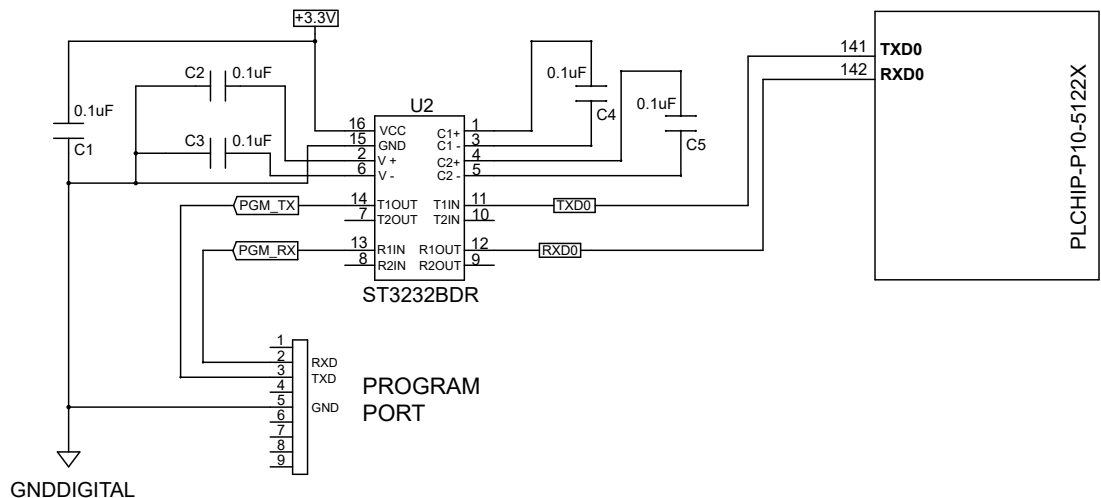 +3.3V
141 TXD0
142 RXD0
PLCHIP-P10-5122X
C2 0.1uF
0.1uF
C4
0.1uF
C5
0.1uF
C1
C3 0.1uF
U2
16 VCC C1+ 1
15 GND C1 - 3
2 V + C2+ 4
6 V - C2 - 5
PGM_TX 14 T1OUT T1IN 11 TXD0
7 T2OUT T2IN 10
PGM_RX 13 R1IN R1OUT 12 RXD0
8 R2IN R2OUT 9
ST3232BDR
1
2 RXD
3 TXD
4
5 GND
6
7
8
9
PROGRAM
PORT
GNDDIGITAL